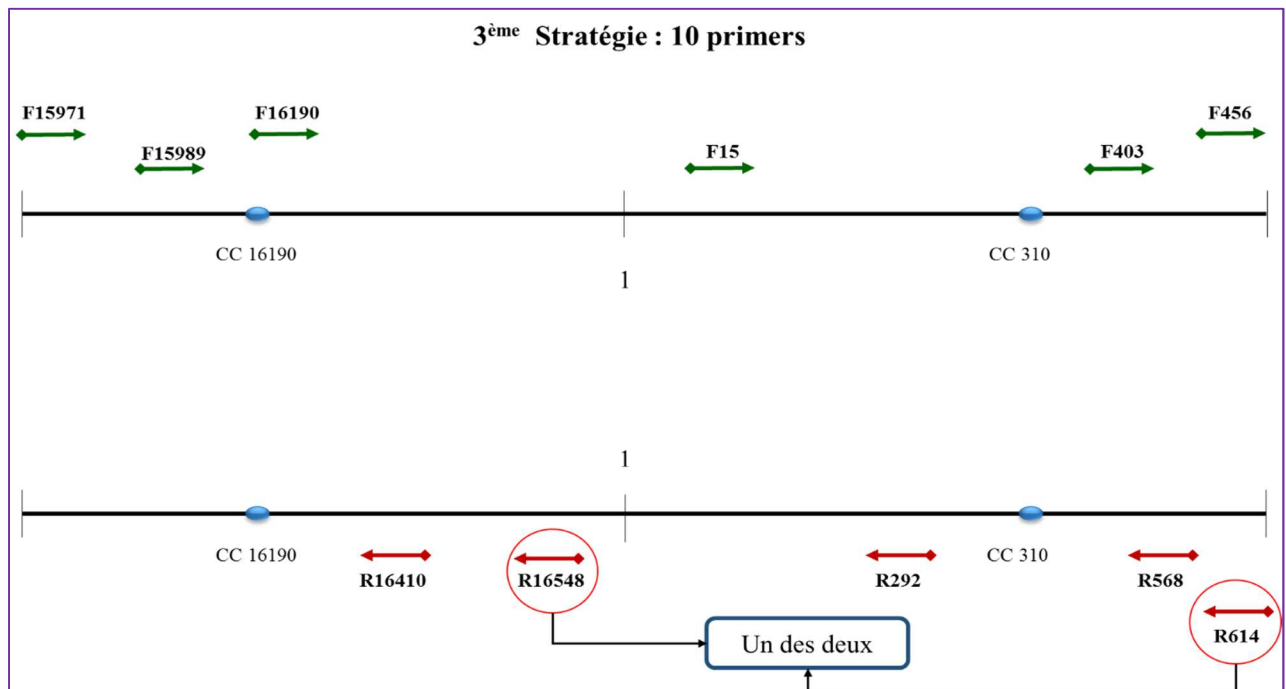 3ème Stratégie : 10 primers
F15971
F16190
F456
F15989
F15
F403
CC 16190
CC 310
1
1
CC 16190
CC 310
R16410
R16548
R292
R568
Un des deux
R614